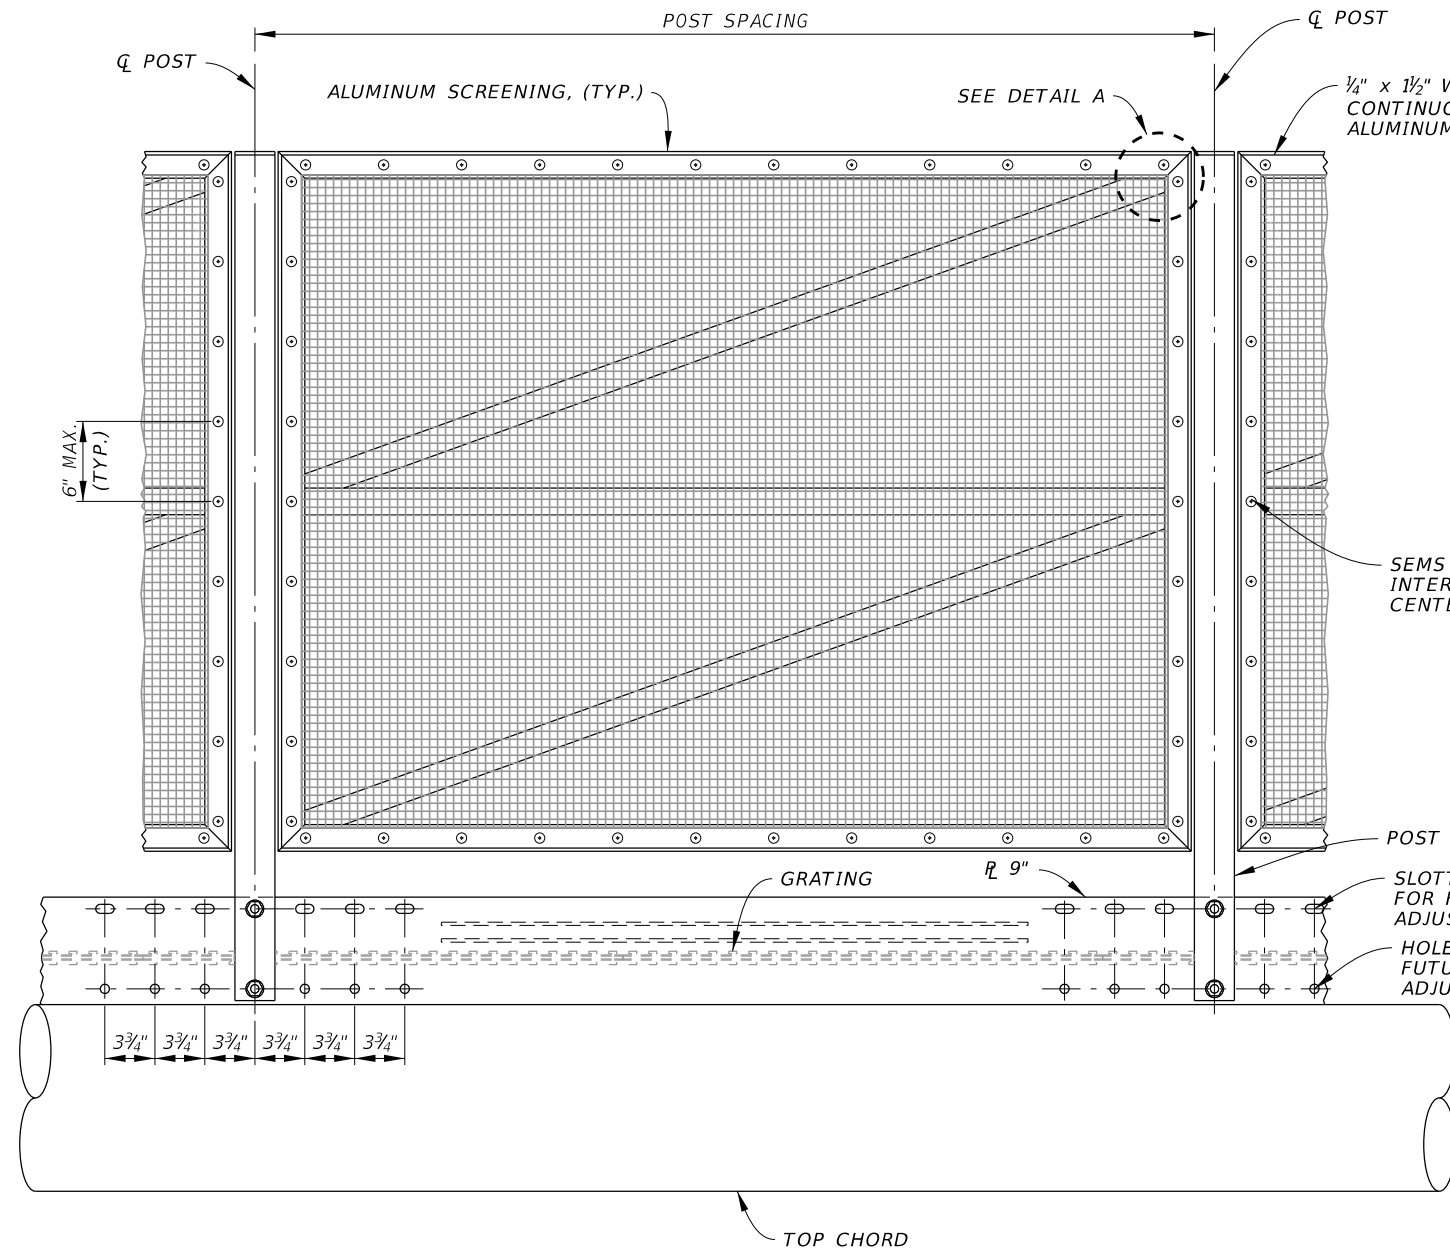 POST SPACING
℄ POST
℄ POST
ALUMINUM SCREENING, (TYP.)
SEE DETAIL A
¼" x 1½" W
CONTINUO
ALUMINUM
6" MAX.
(TYP.)
SEMS
INTER
CENTE
POST
℄ 9"
GRATING
SLOTT
FOR F
ADJUS
HOLE
FUTU
ADJU
3¾" 3¾" 3¾" 3¾" 3¾" 3¾"
TOP CHORD